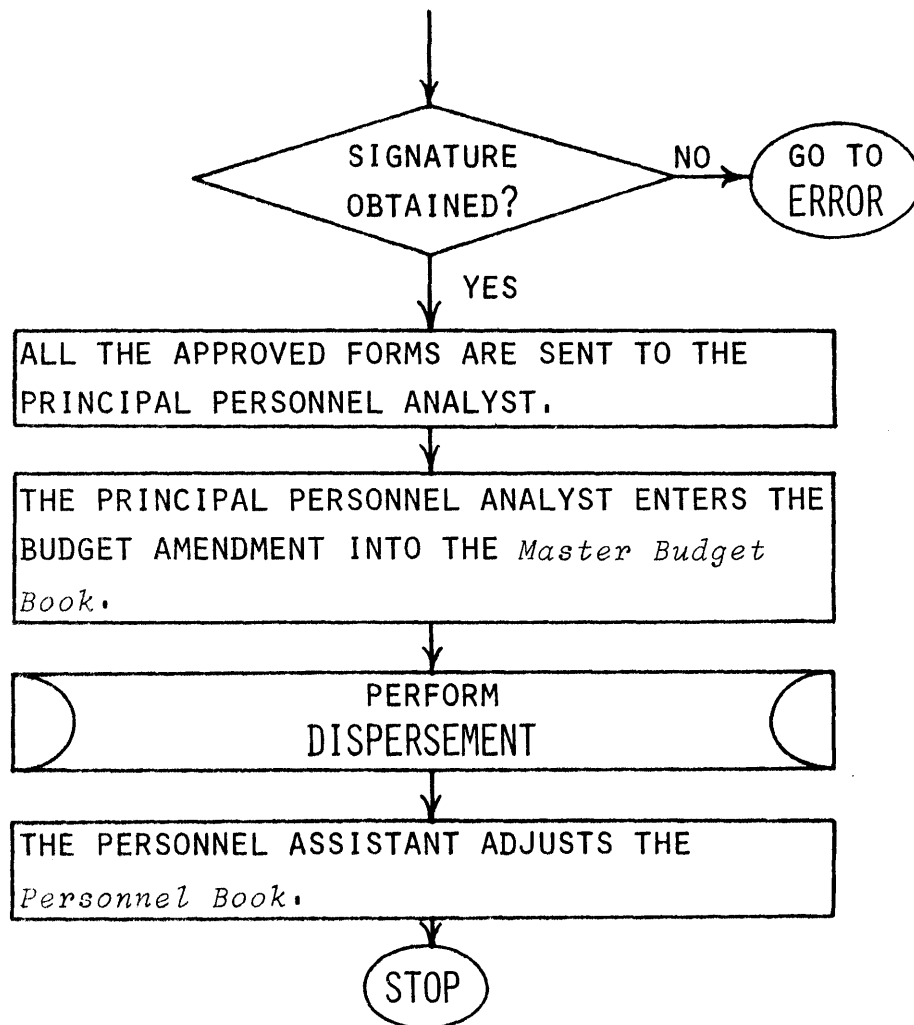 SIGNATURE
OBTAINED?
NO
GO TO
ERROR
YES
ALL THE APPROVED FORMS ARE SENT TO THE
PRINCIPAL PERSONNEL ANALYST.
THE PRINCIPAL PERSONNEL ANALYST ENTERS THE
BUDGET AMENDMENT INTO THE Master Budget
Book.
PERFORM
DISPERSEMENT
THE PERSONNEL ASSISTANT ADJUSTS THE
Personnel Book.
STOP